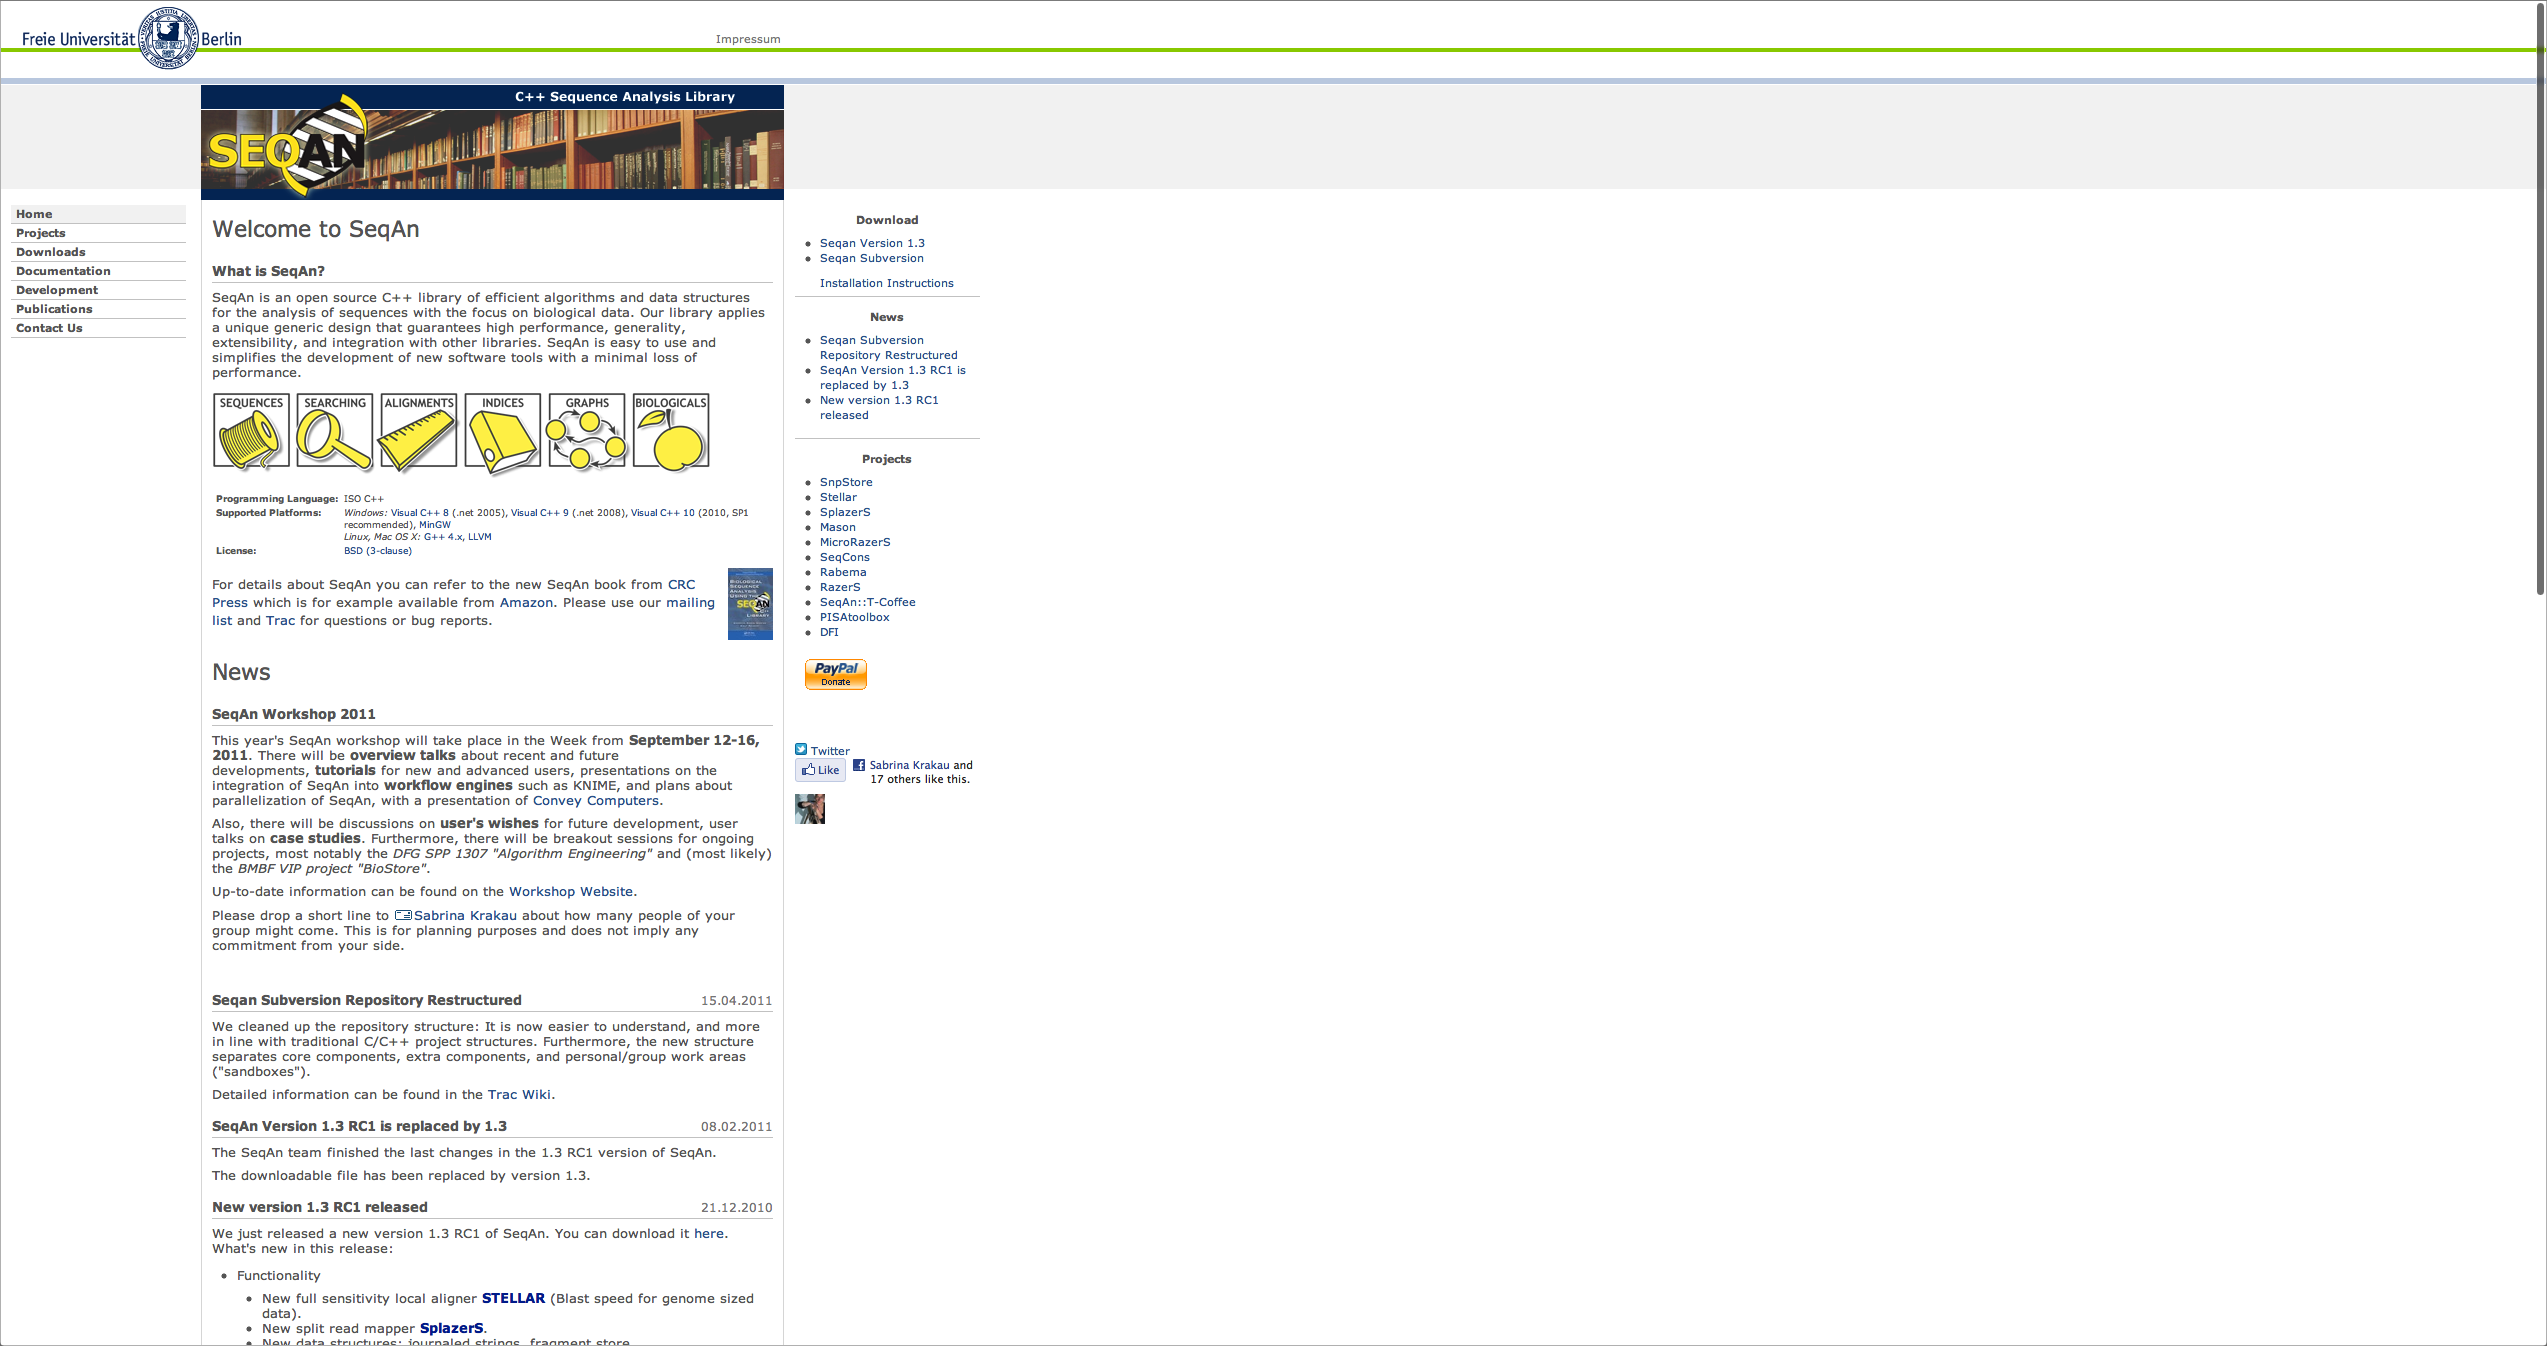 Freie Universität Berlin
Impressum
C++ Sequence Analysis Library
SEQAN
Home
Projects
Downloads
Documentation
Development
Publications
Contact Us
Welcome to SeqAn
What is SeqAn?
SeqAn is an open source C++ library of efficient algorithms and data structures
for the analysis of sequences with the focus on biological data. Our library applies
a unique generic design that guarantees high performance, generality,
extensibility, and integration with other libraries. SeqAn is easy to use and
simplifies the development of new software tools with a minimal loss of
performance.
SEQUENCES SEARCHING ALIGNMENTS INDICES GRAPHS BIOLOGICALS
Programming Language: ISO C++
Supported Platforms: Windows: Visual C++ 8 (.net 2005), Visual C++ 9 (.net 2008), Visual C++ 10 (2010, SP1
recommended), MinGW
Linux, Mac OS X: G++ 4.x, LLVM
License: BSD (3-clause)
For details about SeqAn you can refer to the new SeqAn book from CRC
Press which is for example available from Amazon. Please use our mailing
list and Trac for questions or bug reports.
BIOLOGICAL
SEQUENCE
ANALYSIS
USING THE
SEQAN
LIBRARY
News
SeqAn Workshop 2011
This year's SeqAn workshop will take place in the Week from September 12-16,
2011. There will be overview talks about recent and future
developments, tutorials for new and advanced users, presentations on the
integration of SeqAn into workflow engines such as KNIME, and plans about
parallelization of SeqAn, with a presentation of Convey Computers.
Also, there will be discussions on user's wishes for future development, user
talks on case studies. Furthermore, there will be breakout sessions for ongoing
projects, most notably the DFG SPP 1307 "Algorithm Engineering" and (most likely)
the BMBF VIP project "BioStore".
Up-to-date information can be found on the Workshop Website.
Please drop a short line to Sabrina Krakau about how many people of your
group might come. This is for planning purposes and does not imply any
commitment from your side.
Seqan Subversion Repository Restructured 15.04.2011
We cleaned up the repository structure: It is now easier to understand, and more
in line with traditional C/C++ project structures. Furthermore, the new structure
separates core components, extra components, and personal/group work areas
("sandboxes").
Detailed information can be found in the Trac Wiki.
SeqAn Version 1.3 RC1 is replaced by 1.3 08.02.2011
The SeqAn team finished the last changes in the 1.3 RC1 version of SeqAn.
The downloadable file has been replaced by version 1.3.
New version 1.3 RC1 released 21.12.2010
We just released a new version 1.3 RC1 of SeqAn. You can download it here.
What's new in this release:
Functionality
New full sensitivity local aligner STELLAR (Blast speed for genome sized
data).
New split read mapper SplazerS.
New data structures: journaled strings, fragment store
Download
Seqan Version 1.3
Seqan Subversion
Installation Instructions
News
Seqan Subversion
Repository Restructured
SeqAn Version 1.3 RC1 is
replaced by 1.3
New version 1.3 RC1
released
Projects
SnpStore
Stellar
SplazerS
Mason
MicroRazerS
SeqCons
Rabema
RazerS
SeqAn::T-Coffee
PISAtoolbox
DFI
PayPal
Donate
Twitter
Like Sabrina Krakau and
17 others like this.